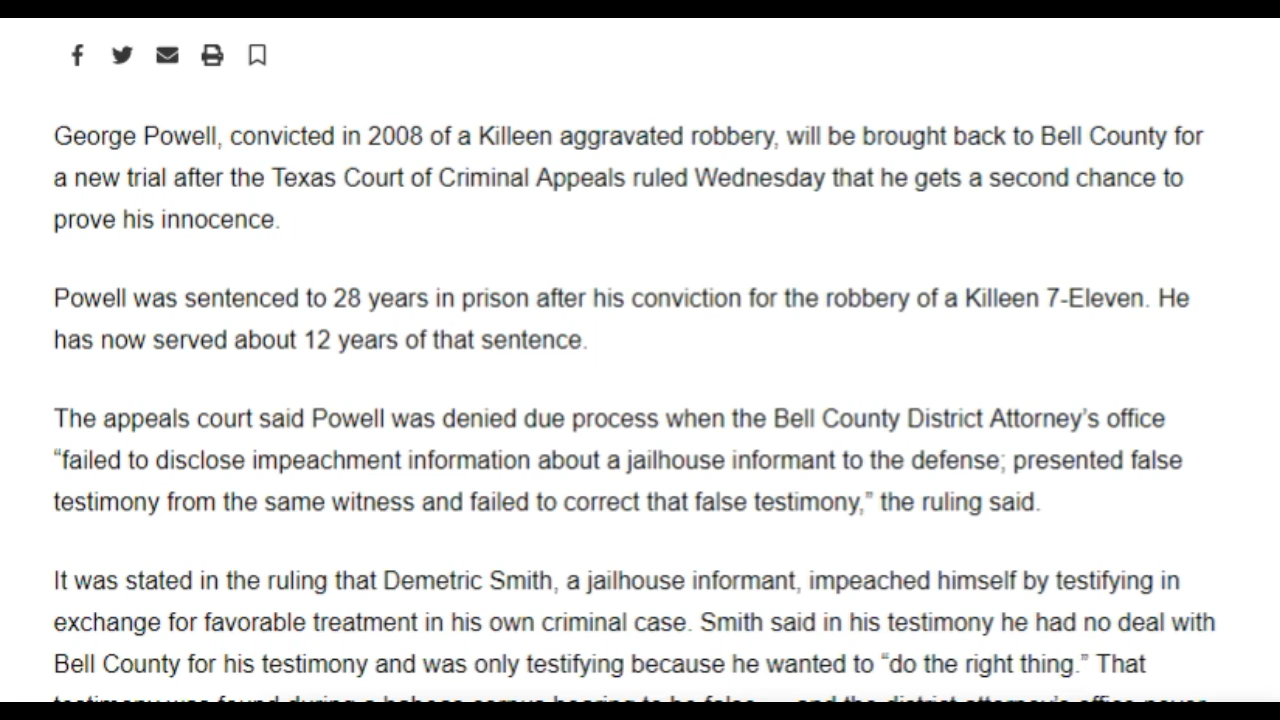 George Powell, convicted in 2008 of a Killeen aggravated robbery, will be brought back to Bell County for
a new trial after the Texas Court of Criminal Appeals ruled Wednesday that he gets a second chance to
prove his innocence.
Powell was sentenced to 28 years in prison after his conviction for the robbery of a Killeen 7-Eleven. He
has now served about 12 years of that sentence.
The appeals court said Powell was denied due process when the Bell County District Attorney’s office
“failed to disclose impeachment information about a jailhouse informant to the defense; presented false
testimony from the same witness and failed to correct that false testimony,” the ruling said.
It was stated in the ruling that Demetric Smith, a jailhouse informant, impeached himself by testifying in
exchange for favorable treatment in his own criminal case. Smith said in his testimony he had no deal with
Bell County for his testimony and was only testifying because he wanted to “do the right thing.” That